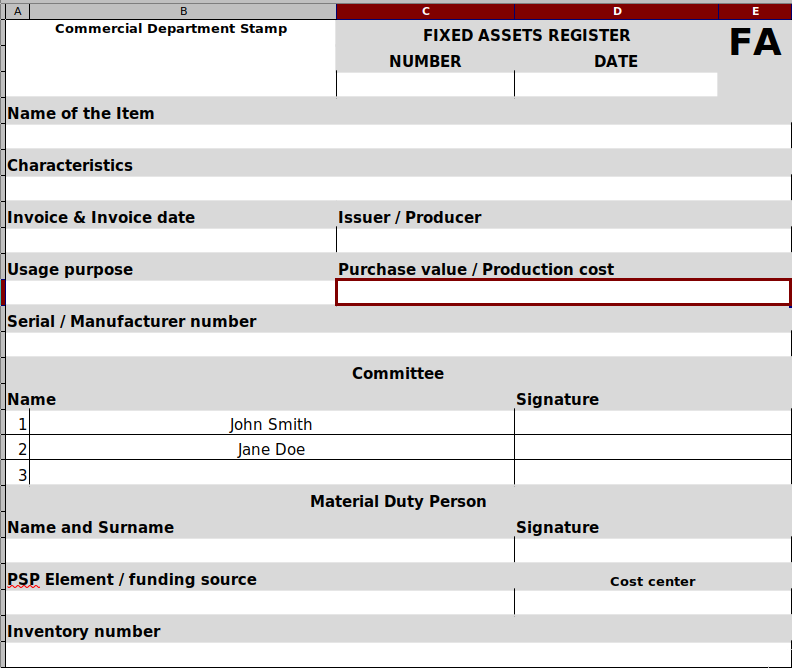 A B C D E
Commercial Department Stamp
FIXED ASSETS REGISTER
FA
NUMBER DATE
Name of the Item
Characteristics
Invoice & Invoice date Issuer / Producer
Usage purpose Purchase value / Production cost
Serial / Manufacturer number
Committee
Name Signature
1 John Smith
2 Jane Doe
3
Material Duty Person
Name and Surname Signature
PSP Element / funding source Cost center
Inventory number